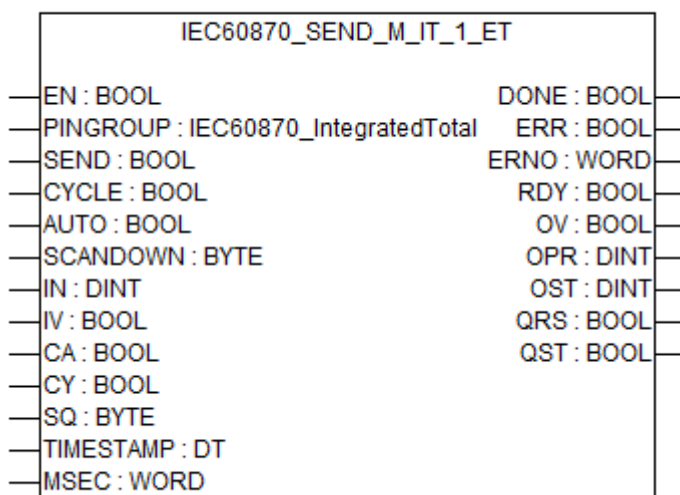 IEC60870_SEND_M_IT_1_ET
EN : BOOL DONE : BOOL
PINGROUP : IEC60870_IntegratedTotal ERR : BOOL
SEND : BOOL ERNO : WORD
CYCLE : BOOL RDY : BOOL
AUTO : BOOL OV : BOOL
SCANDOWN : BYTE OPR : DINT
IN : DINT OST : DINT
IV : BOOL QRS : BOOL
CA : BOOL QST : BOOL
CY : BOOL
SQ : BYTE
TIMESTAMP : DT
MSEC : WORD